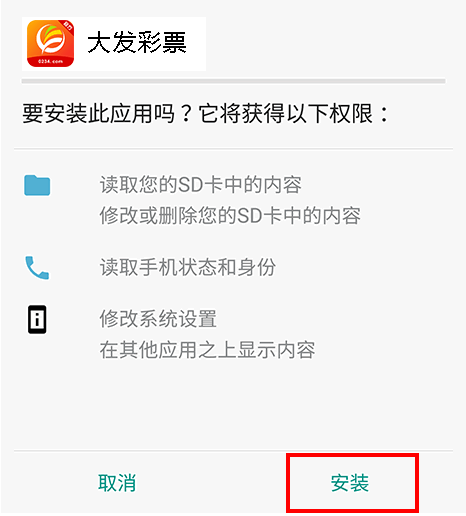 官方
6234.com
大发彩票
要安装此应用吗？它将获得以下权限：
读取您的SD卡中的内容
修改或删除您的SD卡中的内容
读取手机状态和身份
修改系统设置
在其他应用之上显示内容
取消
安装